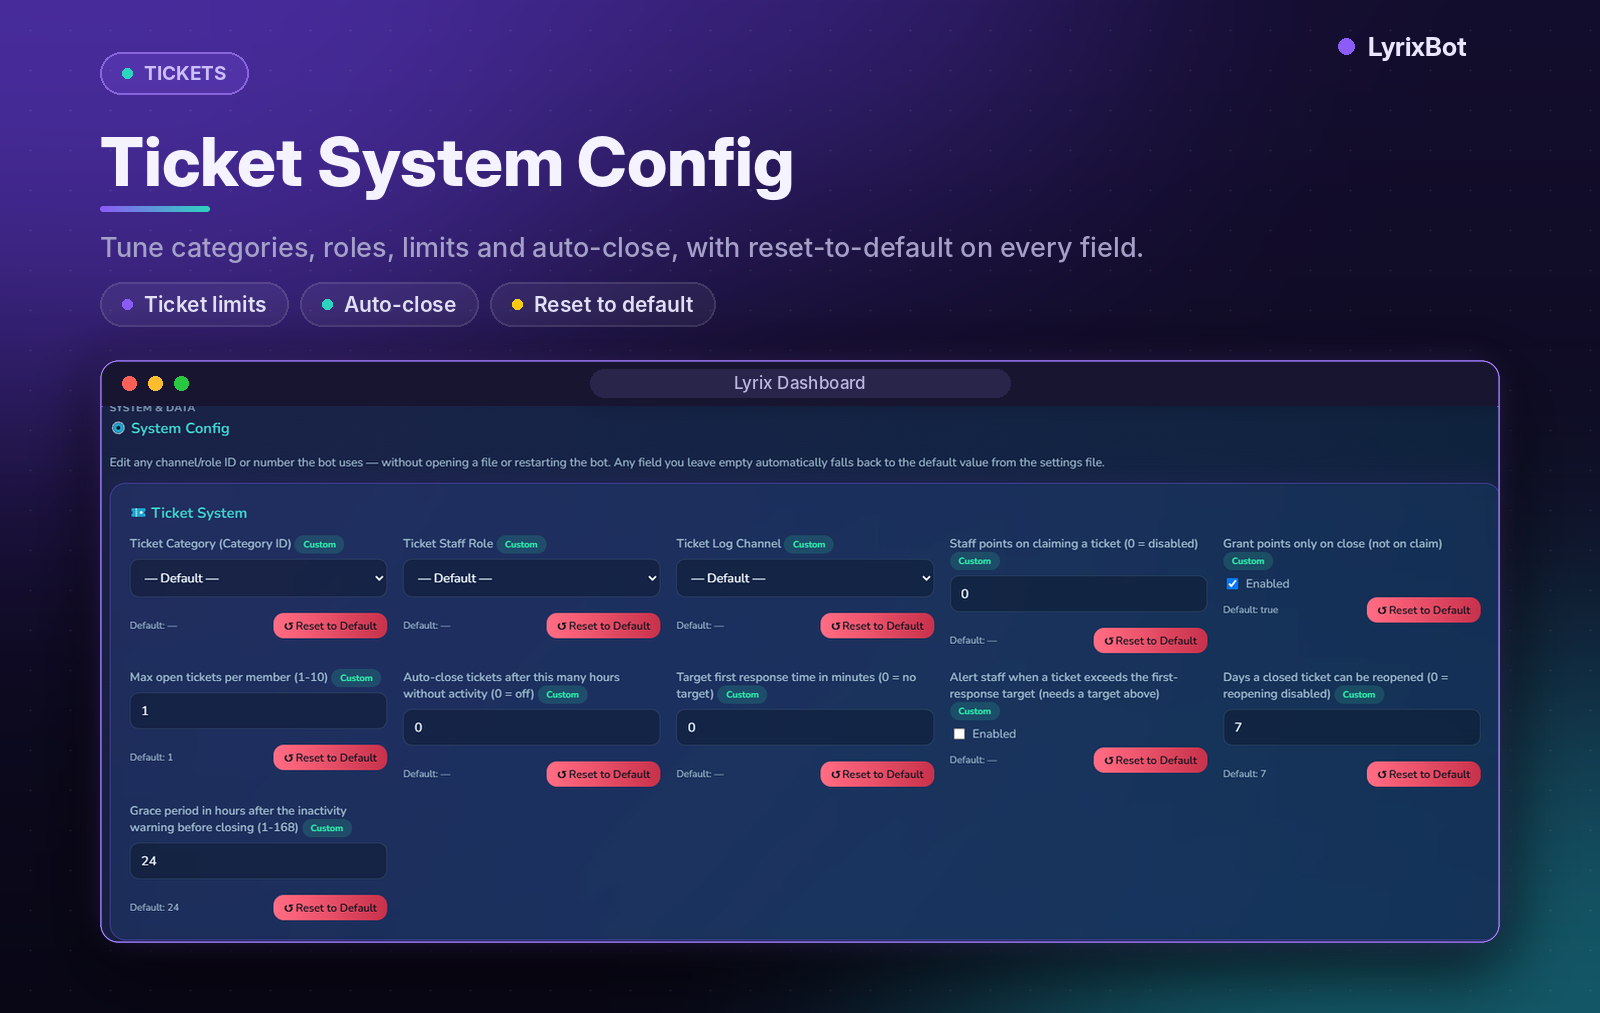 TICKETS
LyrixBot
Ticket System Config
Tune categories, roles, limits and auto-close, with reset-to-default on every field.
Ticket limits
Auto-close
Reset to default
Lyrix Dashboard
SYSTEM & DATA
System Config
Edit any channel/role ID or number the bot uses — without opening a file or restarting the bot. Any field you leave empty automatically falls back to the default value from the settings file.
Ticket System
Ticket Category (Category ID) Custom
— Default —
Default: —
↺ Reset to Default
Ticket Staff Role Custom
— Default —
Default: —
↺ Reset to Default
Ticket Log Channel Custom
— Default —
Default: —
↺ Reset to Default
Staff points on claiming a ticket (0 = disabled)
Custom
0
Default: —
↺ Reset to Default
Grant points only on close (not on claim)
Custom
Enabled
Default: true
↺ Reset to Default
Max open tickets per member (1-10) Custom
1
Default: 1
↺ Reset to Default
Auto-close tickets after this many hours
without activity (0 = off) Custom
0
Default: —
↺ Reset to Default
Target first response time in minutes (0 = no
target) Custom
0
Default: —
↺ Reset to Default
Alert staff when a ticket exceeds the first-
response target (needs a target above)
Custom
Enabled
Default: —
↺ Reset to Default
Days a closed ticket can be reopened (0 =
reopening disabled) Custom
7
Default: 7
↺ Reset to Default
Grace period in hours after the inactivity
warning before closing (1-168) Custom
24
Default: 24
↺ Reset to Default